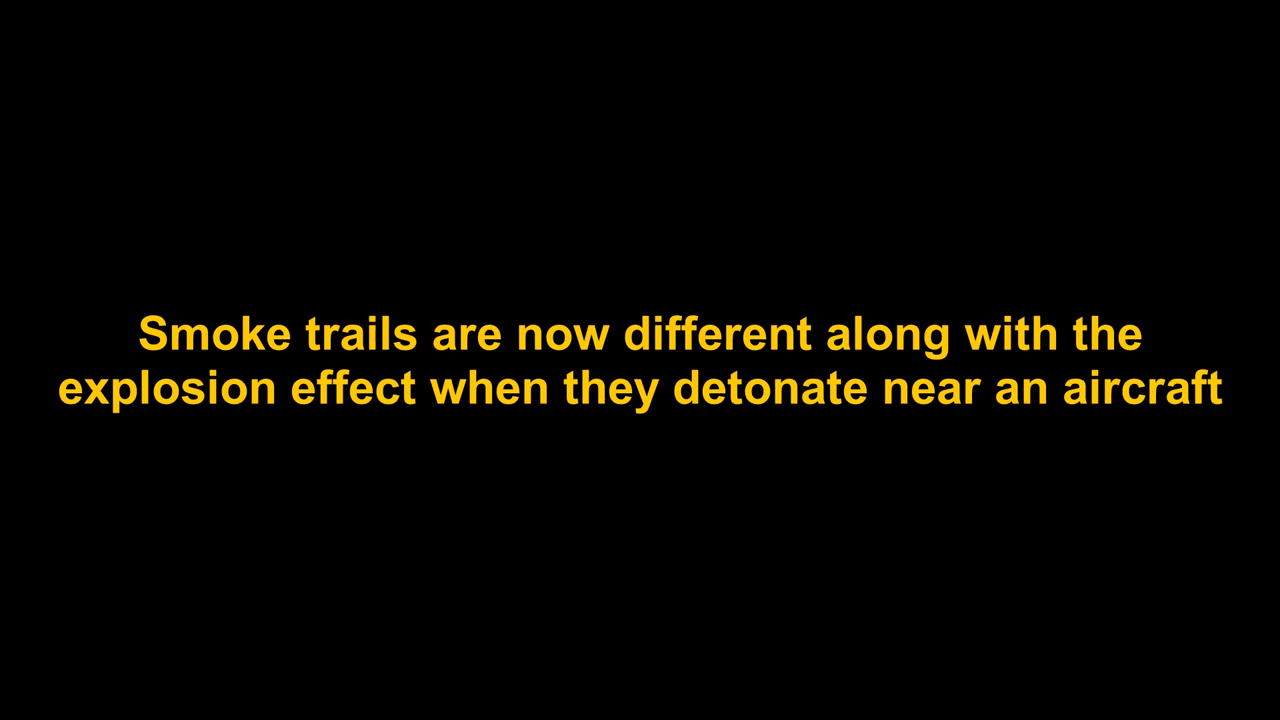 Smoke trails are now different along with the
explosion effect when they detonate near an aircraft